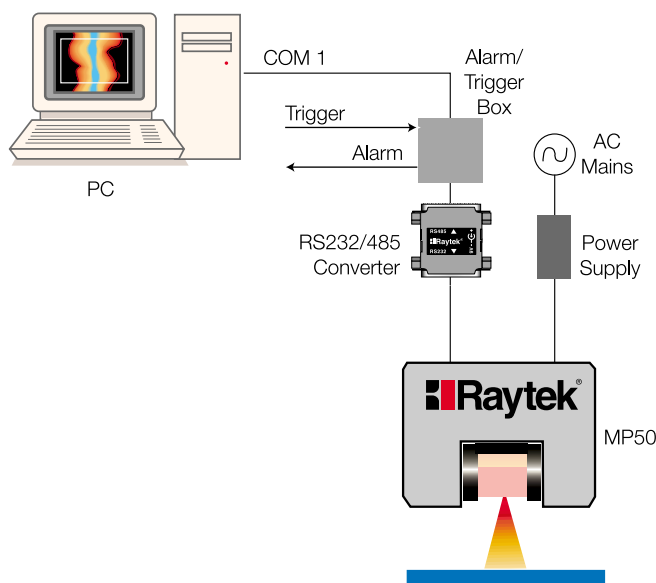 COM 1
Alarm/
Trigger
Box
Trigger
Alarm
AC
Mains
PC
RS232/485
Converter
RS485
Raytek®
RS232
Power
Supply
Raytek®
MP50